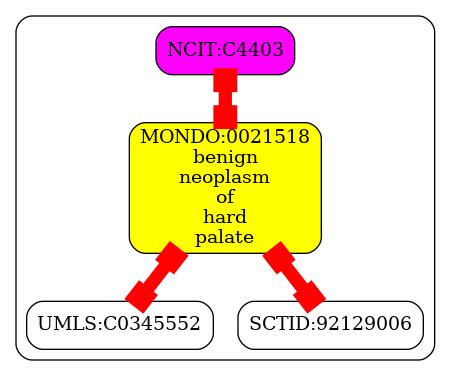 NCIT:C4403
MONDO:0021518
benign
neoplasm
of
hard
palate
UMLS:C0345552
SCTID:92129006